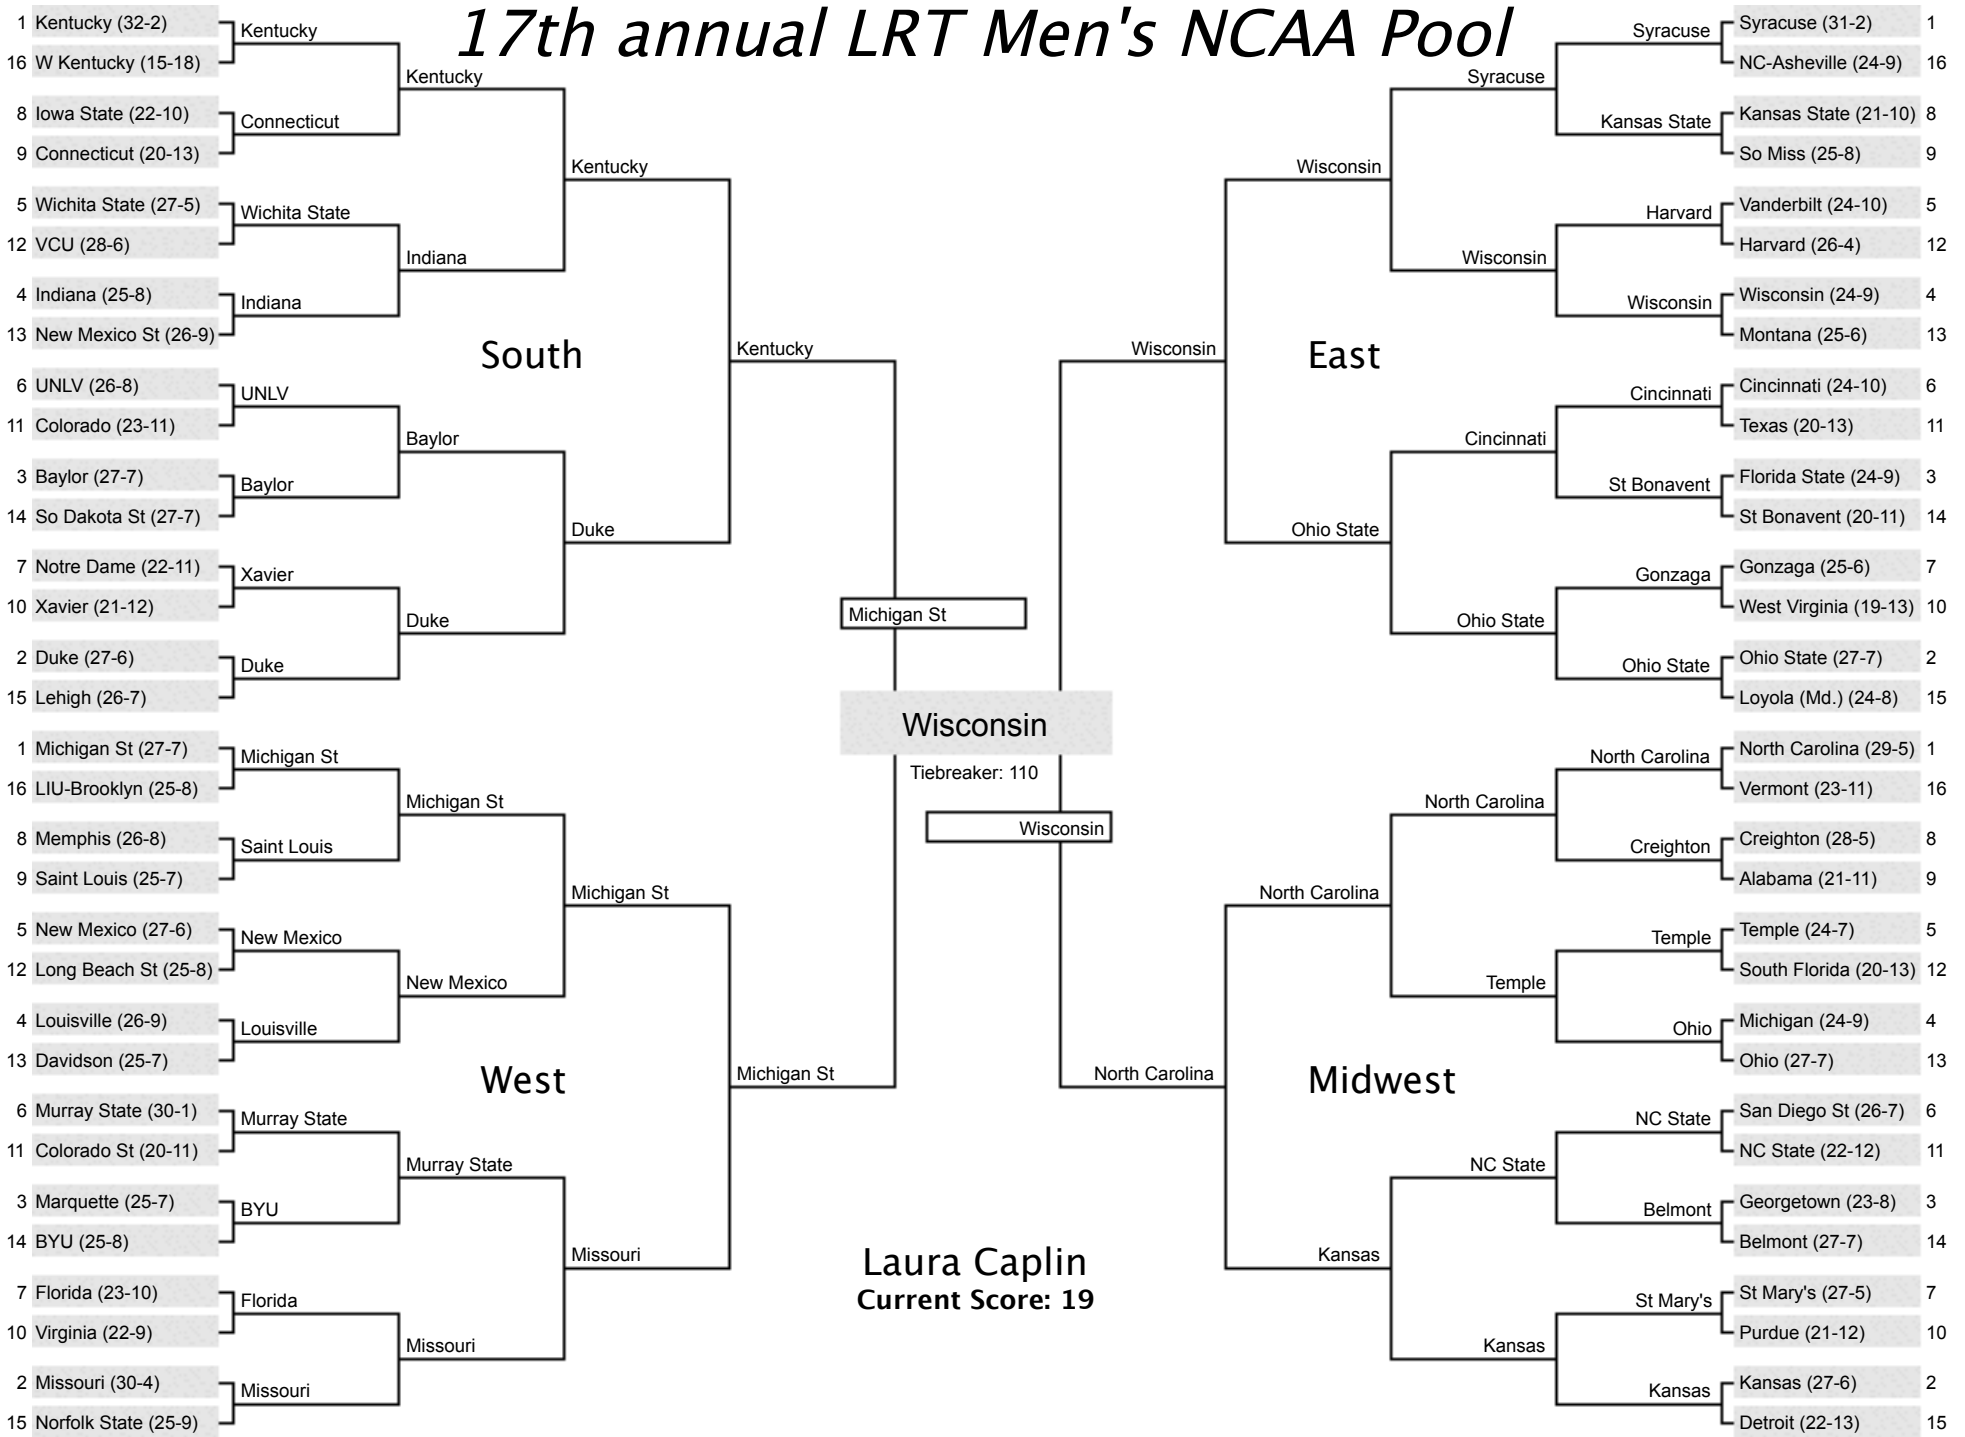 17th annual LRT Men's NCAA Pool
1 Kentucky (32-2)
16 W Kentucky (15-18)
8 Iowa State (22-10)
9 Connecticut (20-13)
5 Wichita State (27-5)
12 VCU (28-6)
4 Indiana (25-8)
13 New Mexico St (26-9)
6 UNLV (26-8)
11 Colorado (23-11)
3 Baylor (27-7)
14 So Dakota St (27-7)
7 Notre Dame (22-11)
10 Xavier (21-12)
2 Duke (27-6)
15 Lehigh (26-7)
Kentucky
Connecticut
Wichita State
Indiana
UNLV
Baylor
Xavier
Duke
Kentucky
Indiana
Baylor
Duke
Kentucky
Duke
Kentucky
South
1 Michigan St (27-7)
16 LIU-Brooklyn (25-8)
8 Memphis (26-8)
9 Saint Louis (25-7)
5 New Mexico (27-6)
12 Long Beach St (25-8)
4 Louisville (26-9)
13 Davidson (25-7)
6 Murray State (30-1)
11 Colorado St (20-11)
3 Marquette (25-7)
14 BYU (25-8)
7 Florida (23-10)
10 Virginia (22-9)
2 Missouri (30-4)
15 Norfolk State (25-9)
Michigan St
Saint Louis
New Mexico
Louisville
Murray State
BYU
Florida
Missouri
Michigan St
New Mexico
Murray State
Missouri
Michigan St
Missouri
Michigan St
West
Michigan St
Wisconsin
Tiebreaker: 110
Wisconsin
Laura Caplin
Current Score: 19
Syracuse (31-2) 1
NC-Asheville (24-9) 16
Kansas State (21-10) 8
So Miss (25-8) 9
Vanderbilt (24-10) 5
Harvard (26-4) 12
Wisconsin (24-9) 4
Montana (25-6) 13
Cincinnati (24-10) 6
Texas (20-13) 11
Florida State (24-9) 3
St Bonavent (20-11) 14
Gonzaga (25-6) 7
West Virginia (19-13) 10
Ohio State (27-7) 2
Loyola (Md.) (24-8) 15
Syracuse
Kansas State
Harvard
Wisconsin
Cincinnati
St Bonavent
Gonzaga
Ohio State
Syracuse
Wisconsin
Cincinnati
Ohio State
Wisconsin
Ohio State
Wisconsin
East
North Carolina (29-5) 1
Vermont (23-11) 16
Creighton (28-5) 8
Alabama (21-11) 9
Temple (24-7) 5
South Florida (20-13) 12
Michigan (24-9) 4
Ohio (27-7) 13
San Diego St (26-7) 6
NC State (22-12) 11
Georgetown (23-8) 3
Belmont (27-7) 14
St Mary's (27-5) 7
Purdue (21-12) 10
Kansas (27-6) 2
Detroit (22-13) 15
North Carolina
Creighton
Temple
Ohio
NC State
Belmont
St Mary's
Kansas
North Carolina
Temple
NC State
Kansas
North Carolina
Kansas
North Carolina
Midwest